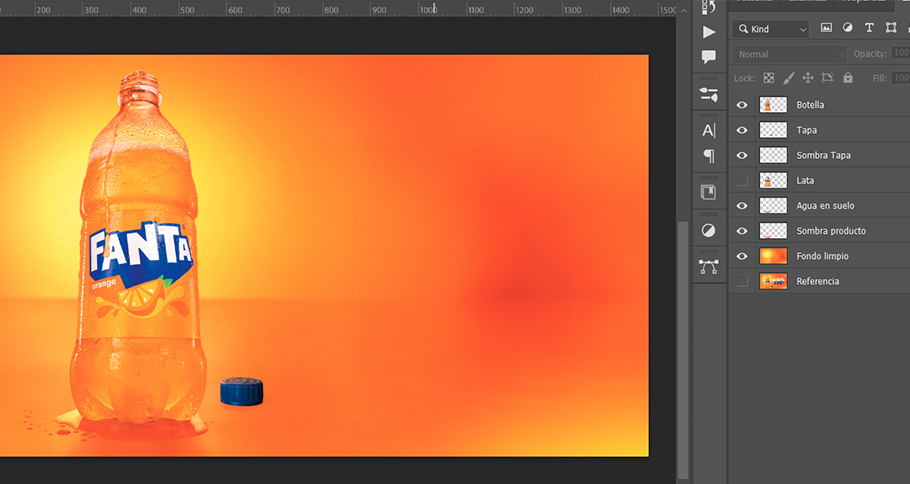 200 300 400 500 600 700 800 900 1000 1100 1200 1300 1400 1500
Kind
Normal
Opacity: 100
Lock:
Fill: 100
Botella
Tapa
Sombra Tapa
Lata
Agua en suelo
Sombra producto
Fondo limpio
Referencia
FANTA
orange
A
T